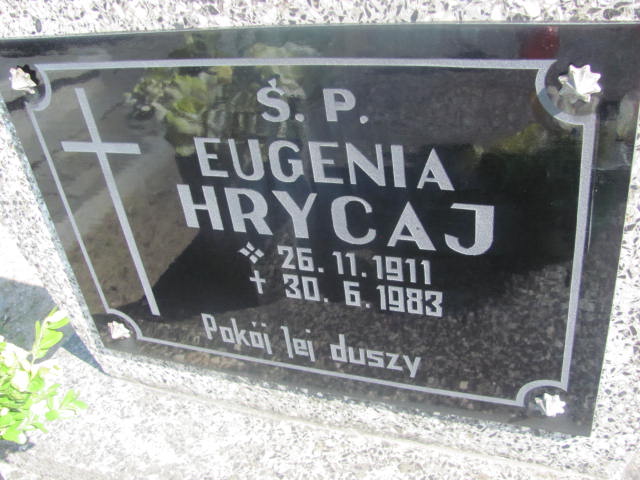 Ś. P.
EUGENIA
HRYCAJ
26. 11. 1911
30. 6. 1983
Pokój Jej duszy